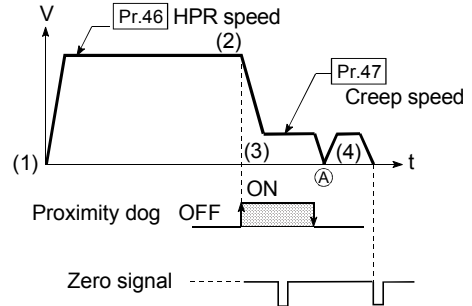 V
Pr.46 HPR speed
(2)
Pr.47
Creep speed
(1)
(3)
(4)
t
A
ON
Proximity dog OFF
Zero signal